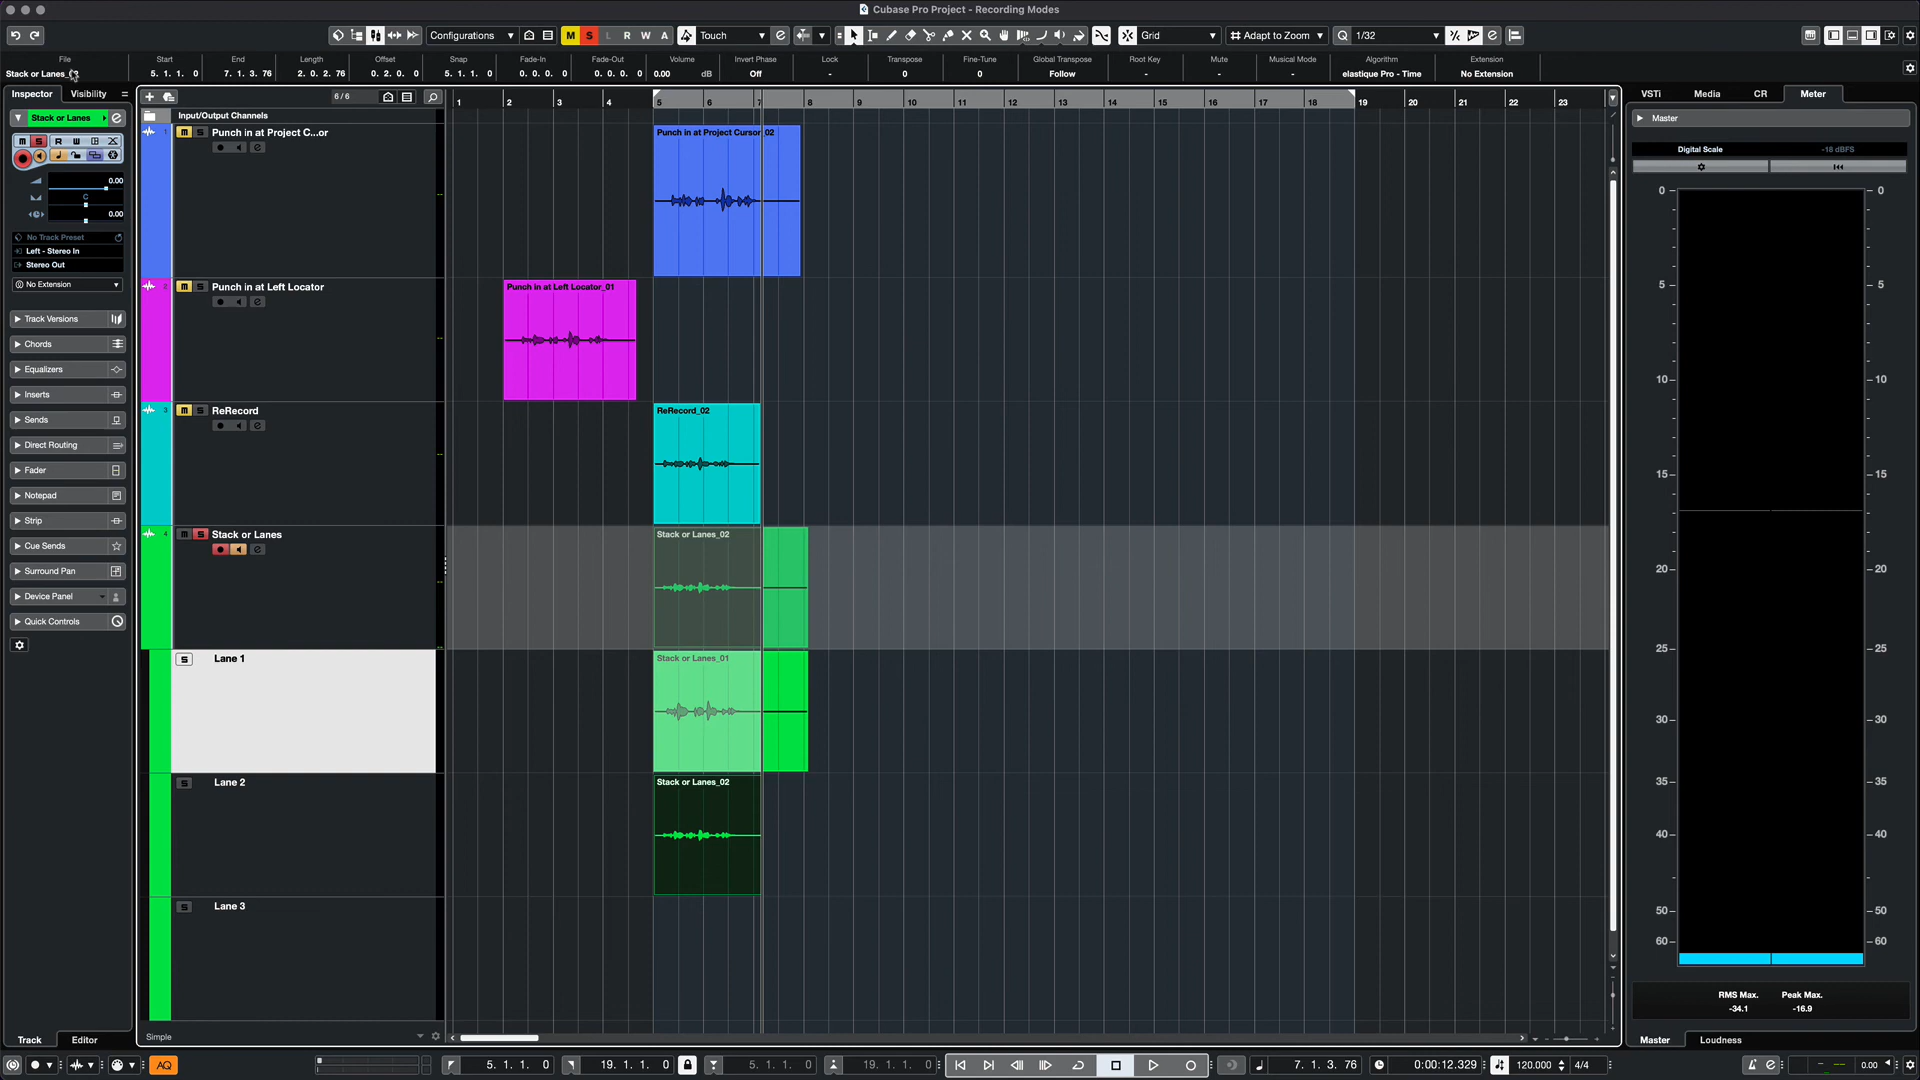 Cubase Pro Project - Recording Modes
Configurations
M S L R W A
Touch
Grid
Adapt to Zoom
1/32
File Start End Length Offset Snap Fade-In Fade-Out Volume Invert Phase Lock Transpose Fine-Tune Global Transpose Root Key Mute Musical Mode Algorithm Extension
5. 1. 1. 0 7. 1. 3. 76 2. 0. 2. 76 0. 0. 2. 0 5. 1. 1. 0 0. 0. 0. 0 0. 0. 0. 0 0.00 dB Off - 0 0 Follow - - - elastique Pro - Time No Extension
Inspector Visibility
6 / 6
1 2 3 4 5 6 7 8 9 10 11 12 13 14 15 16 17 18 19 20 21 22 23
VSTi Media CR Meter
Stack or Lanes
Input/Output Channels
Master
M S R W
1 M S Punch in at Project C...or
Punch in at Project Cursor_02
Digital Scale -18 dBFS
0.00
C
0.00
No Track Preset
Left - Stereo In
Stereo Out
No Extension
2 M S Punch in at Left Locator
Punch in at Left Locator_01
Track Versions
Chords
Equalizers
Inserts
3 M S ReRecord
ReRecord_02
Sends
Direct Routing
Fader
Notepad
Strip
4 M S Stack or Lanes
Stack or Lanes_02
Cue Sends
Surround Pan
Device Panel
Quick Controls
S Lane 1
Stack or Lanes_01
S Lane 2
Stack or Lanes_02
S Lane 3
0 0
5 5
10 10
15 15
20 20
25 25
30 30
35 35
40 40
50 50
60 60
RMS Max. Peak Max.
-34.1 -16.9
Simple
Track Editor
Master Loudness
AQ
5. 1. 1. 0
19. 1. 1. 0
5. 1. 1. 0
19. 1. 1. 0
7. 1. 3. 76
0:00:12.329
120.000
4/4
0.00